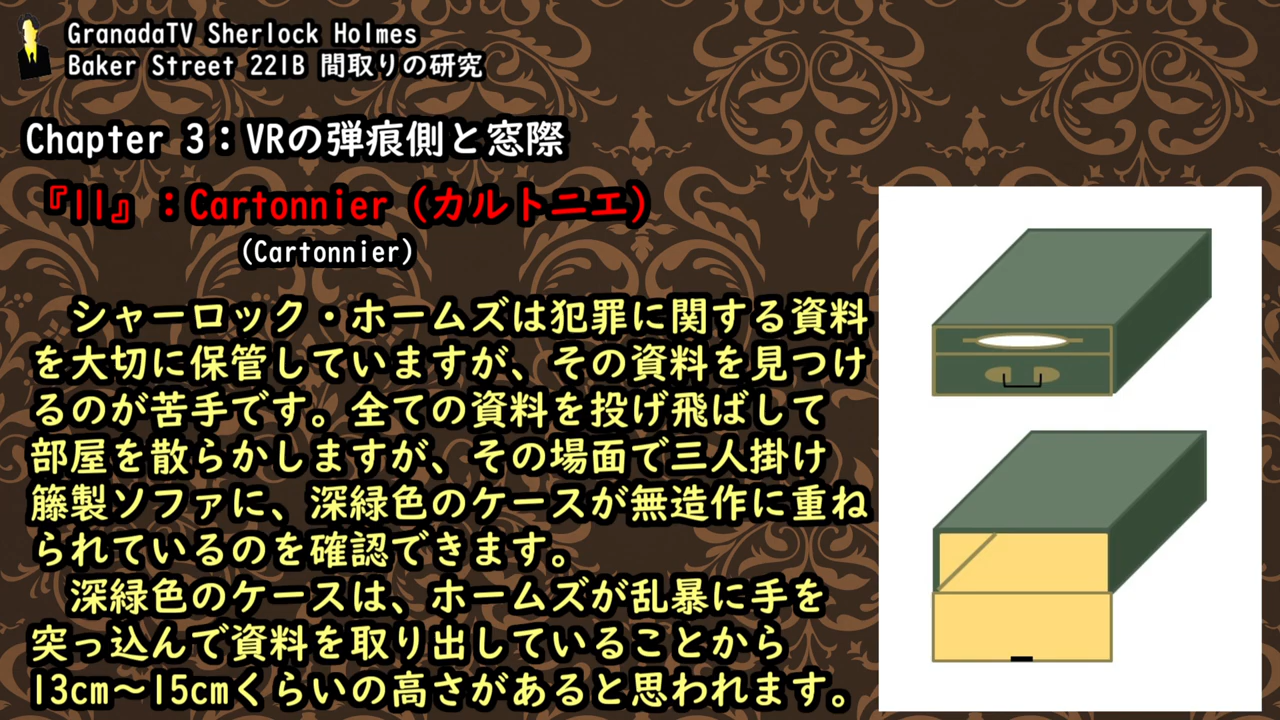 GranadaTV Sherlock Holmes
Baker Street 221B 間取りの研究
Chapter 3：VRの弾痕側と窓際
『11』：Cartonnier（カルトニエ）
(Cartonnier)
シャーロック・ホームズは犯罪に関する資料
を大切に保管していますが、その資料を見つけ
るのが苦手です。全ての資料を投げ飛ばして
部屋を散らかしますが、その場面で三人掛け
籐製ソファに、深緑色のケースが無造作に重ね
られているのを確認できます。
深緑色のケースは、ホームズが乱暴に手を
突っ込んで資料を取り出していることから
13cm～15cmくらいの高さがあると思われます。